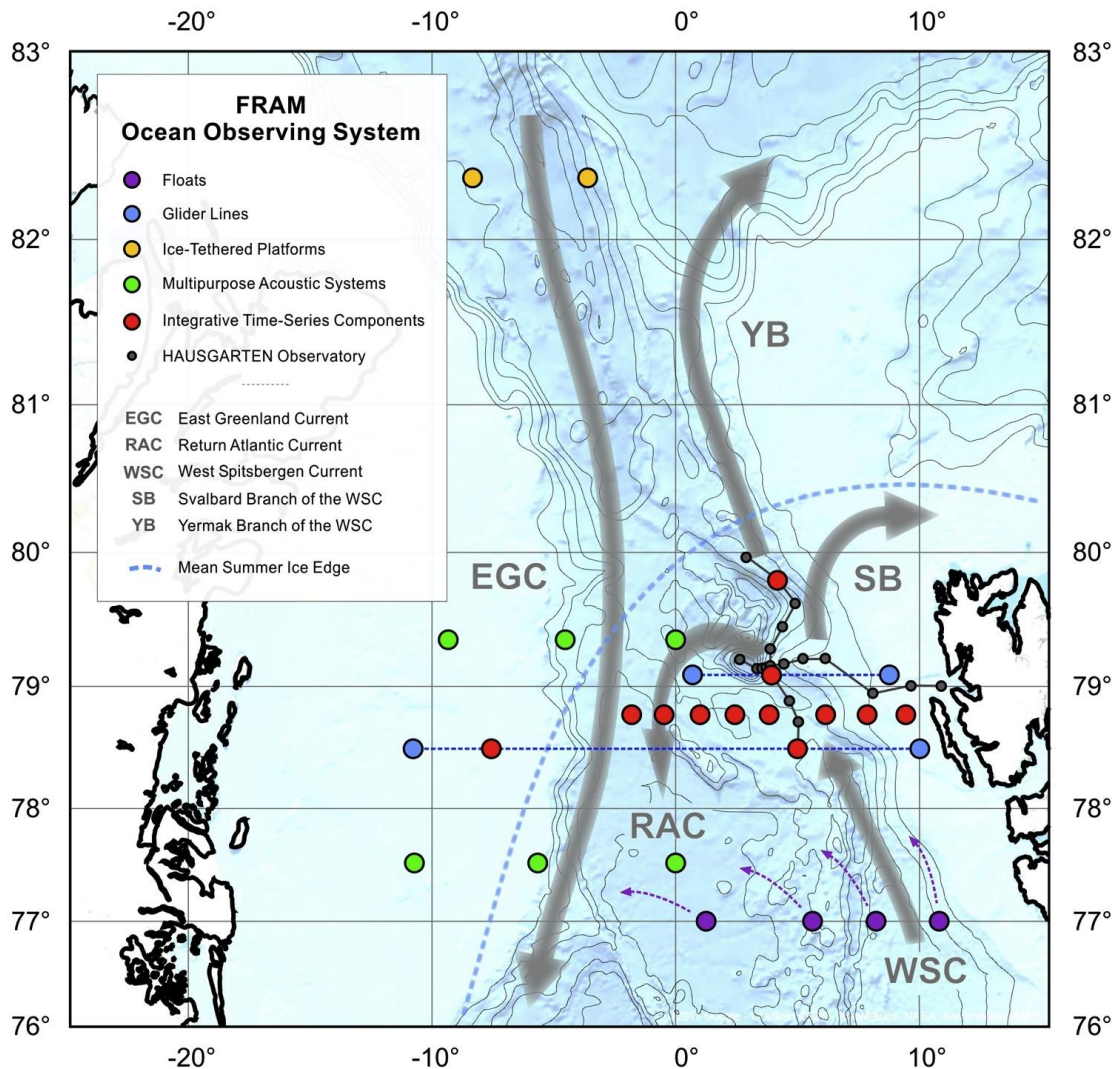 -20° -10° 0° 10°
83° 83°
FRAM
Ocean Observing System
Floats
Glider Lines
82° 82°
Ice-Tethered Platforms
Multipurpose Acoustic Systems
Integrative Time-Series Components
YB
HAUSGARTEN Observatory
81° 81°
EGC East Greenland Current
RAC Return Atlantic Current
WSC West Spitsbergen Current
SB Svalbard Branch of the WSC
YB Yermak Branch of the WSC
80° 80°
Mean Summer Ice Edge
EGC SB
79° 79°
78° 78°
RAC
77° 77°
WSC
76° 76°
-20° -10° 0° 10°